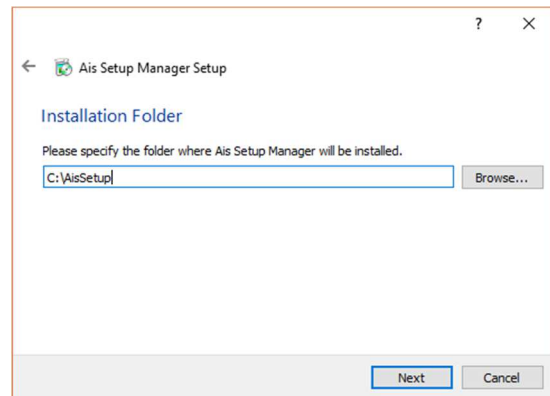 ?
Ais Setup Manager Setup
Installation Folder
Please specify the folder where Ais Setup Manager will be installed.
C:\AisSetup
Browse...
Next
Cancel